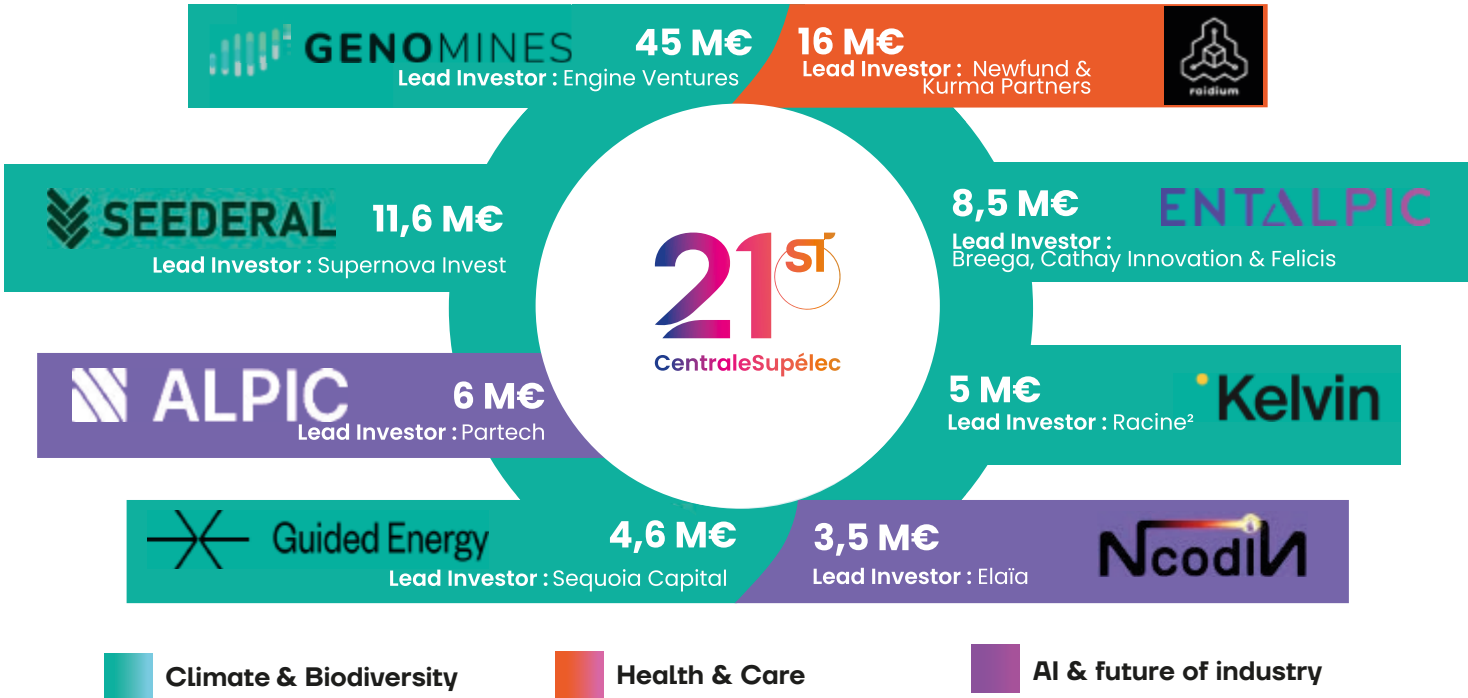 GENOMINES
45 M€
Lead Investor : Engine Ventures
16 M€
Lead Investor : Newfund &
Kurma Partners
raidium
SEEDERAL
11,6 M€
Lead Investor : Supernova Invest
8,5 M€
ENTALPIC
Lead Investor :
Breega, Cathay Innovation & Felicis
21ST
CentraleSupélec
ALPIC
6 M€
Lead Investor : Partech
5 M€
Lead Investor : Racine²
Kelvin
Guided Energy
4,6 M€
Lead Investor : Sequoia Capital
3,5 M€
Lead Investor : Elaïa
NcodiN
Climate & Biodiversity
Health & Care
AI & future of industry